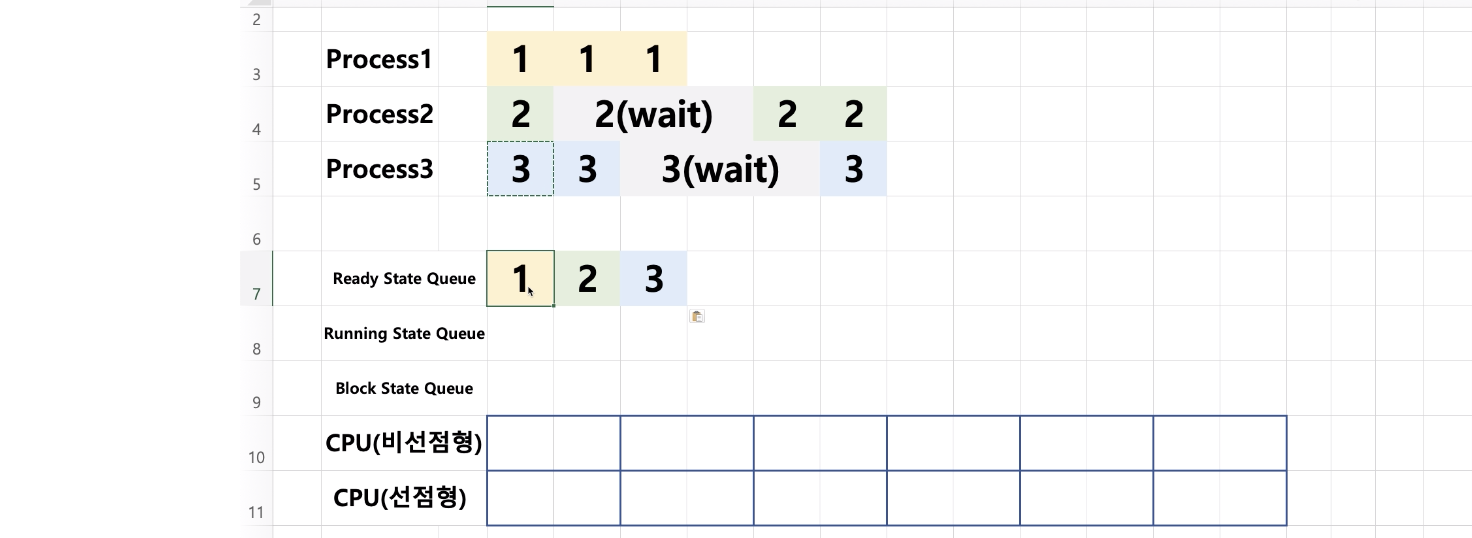 2
3 Process1 1 1 1
4 Process2 2 2(wait) 2 2
5 Process3 3 3 3(wait) 3
6
7 Ready State Queue 1 2 3
8 Running State Queue
9 Block State Queue
10 CPU(비선점형)
11 CPU(선점형)